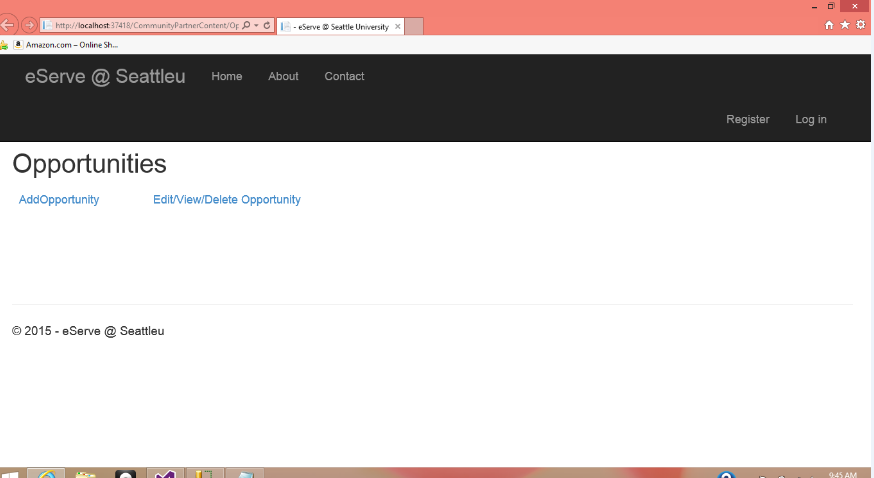 http://localhost:37418/CommunityPartnerContent/Op
- eServe @ Seattle University
Amazon.com – Online Sh...
eServe @ Seattleu Home About Contact
Register Log in
Opportunities
AddOpportunity Edit/View/Delete Opportunity
© 2015 - eServe @ Seattleu
9:45 AM